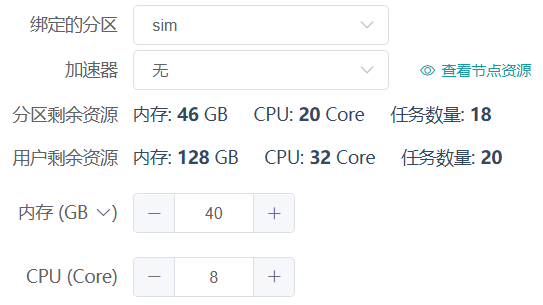 绑定的分区 sim
加速器 无 查看节点资源
分区剩余资源 内存: 46 GB CPU: 20 Core 任务数量: 18
用户剩余资源 内存: 128 GB CPU: 32 Core 任务数量: 20
内存 (GB ) 40
CPU (Core) 8